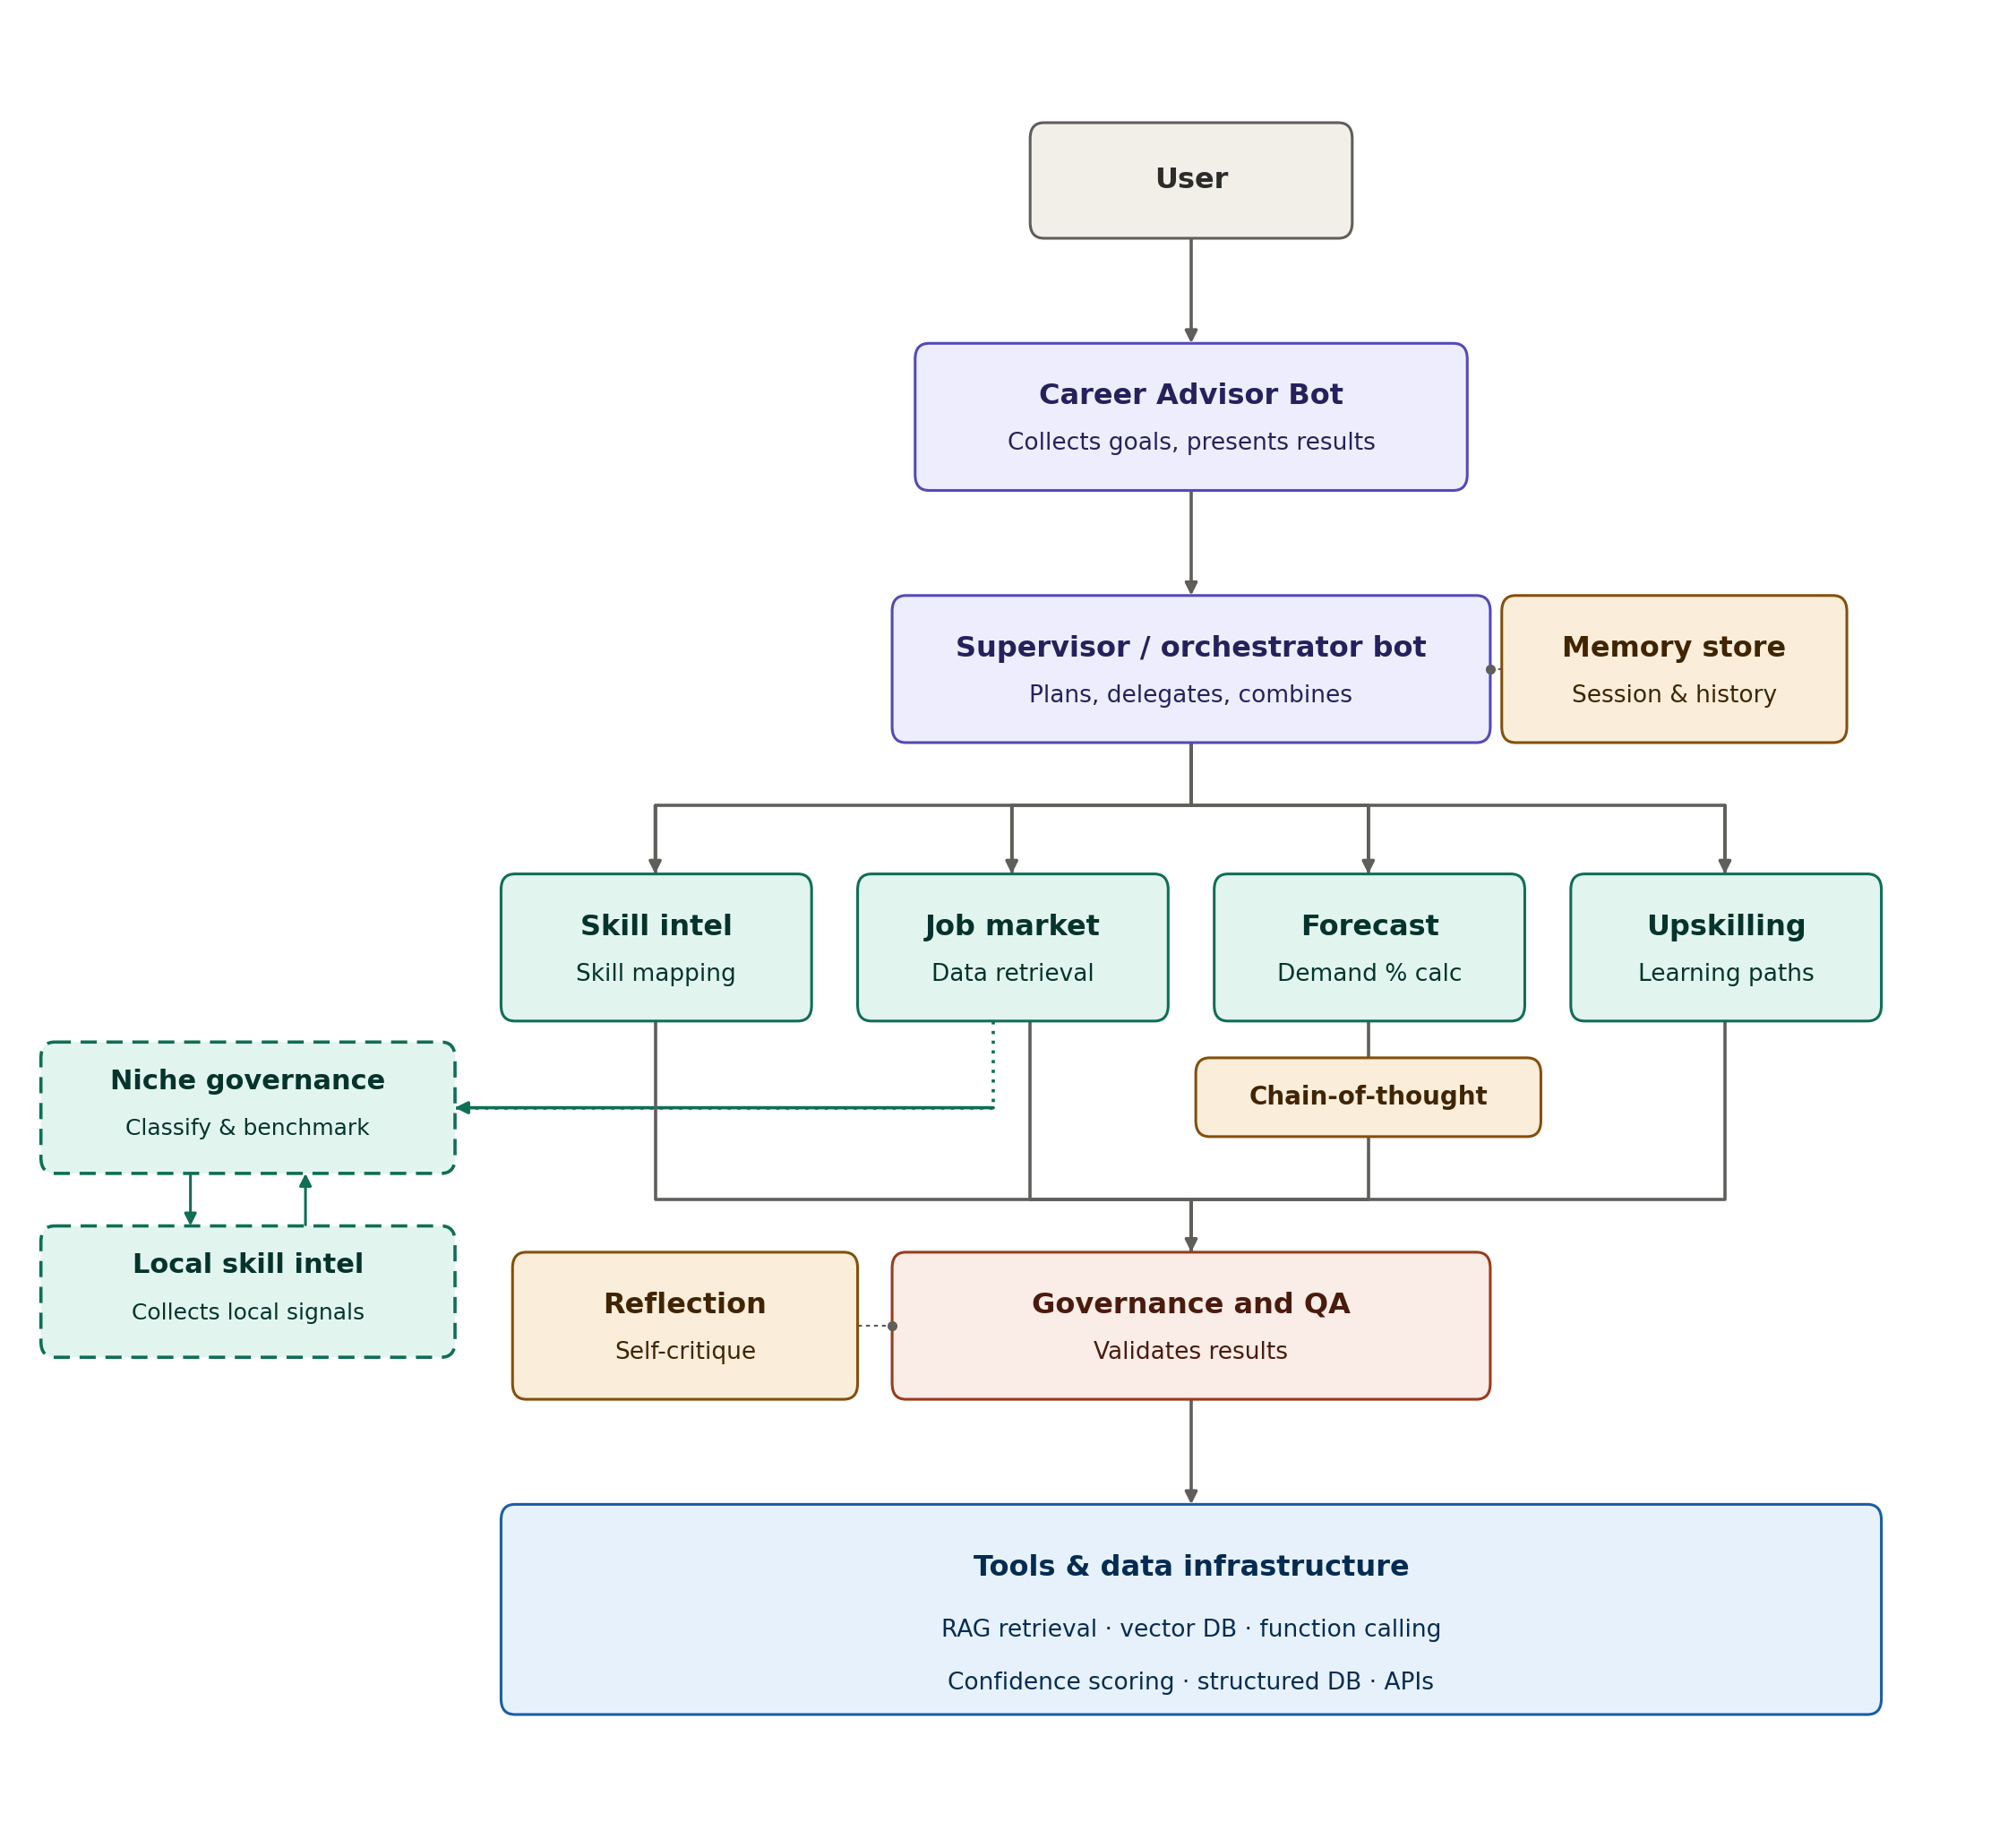 User
Career Advisor Bot
Collects goals, presents results
Supervisor / orchestrator bot
Plans, delegates, combines
Memory store
Session & history
Skill intel
Skill mapping
Job market
Data retrieval
Forecast
Demand % calc
Upskilling
Learning paths
Niche governance
Classify & benchmark
Chain-of-thought
Local skill intel
Collects local signals
Reflection
Self-critique
Governance and QA
Validates results
Tools & data infrastructure
RAG retrieval · vector DB · function calling
Confidence scoring · structured DB · APIs